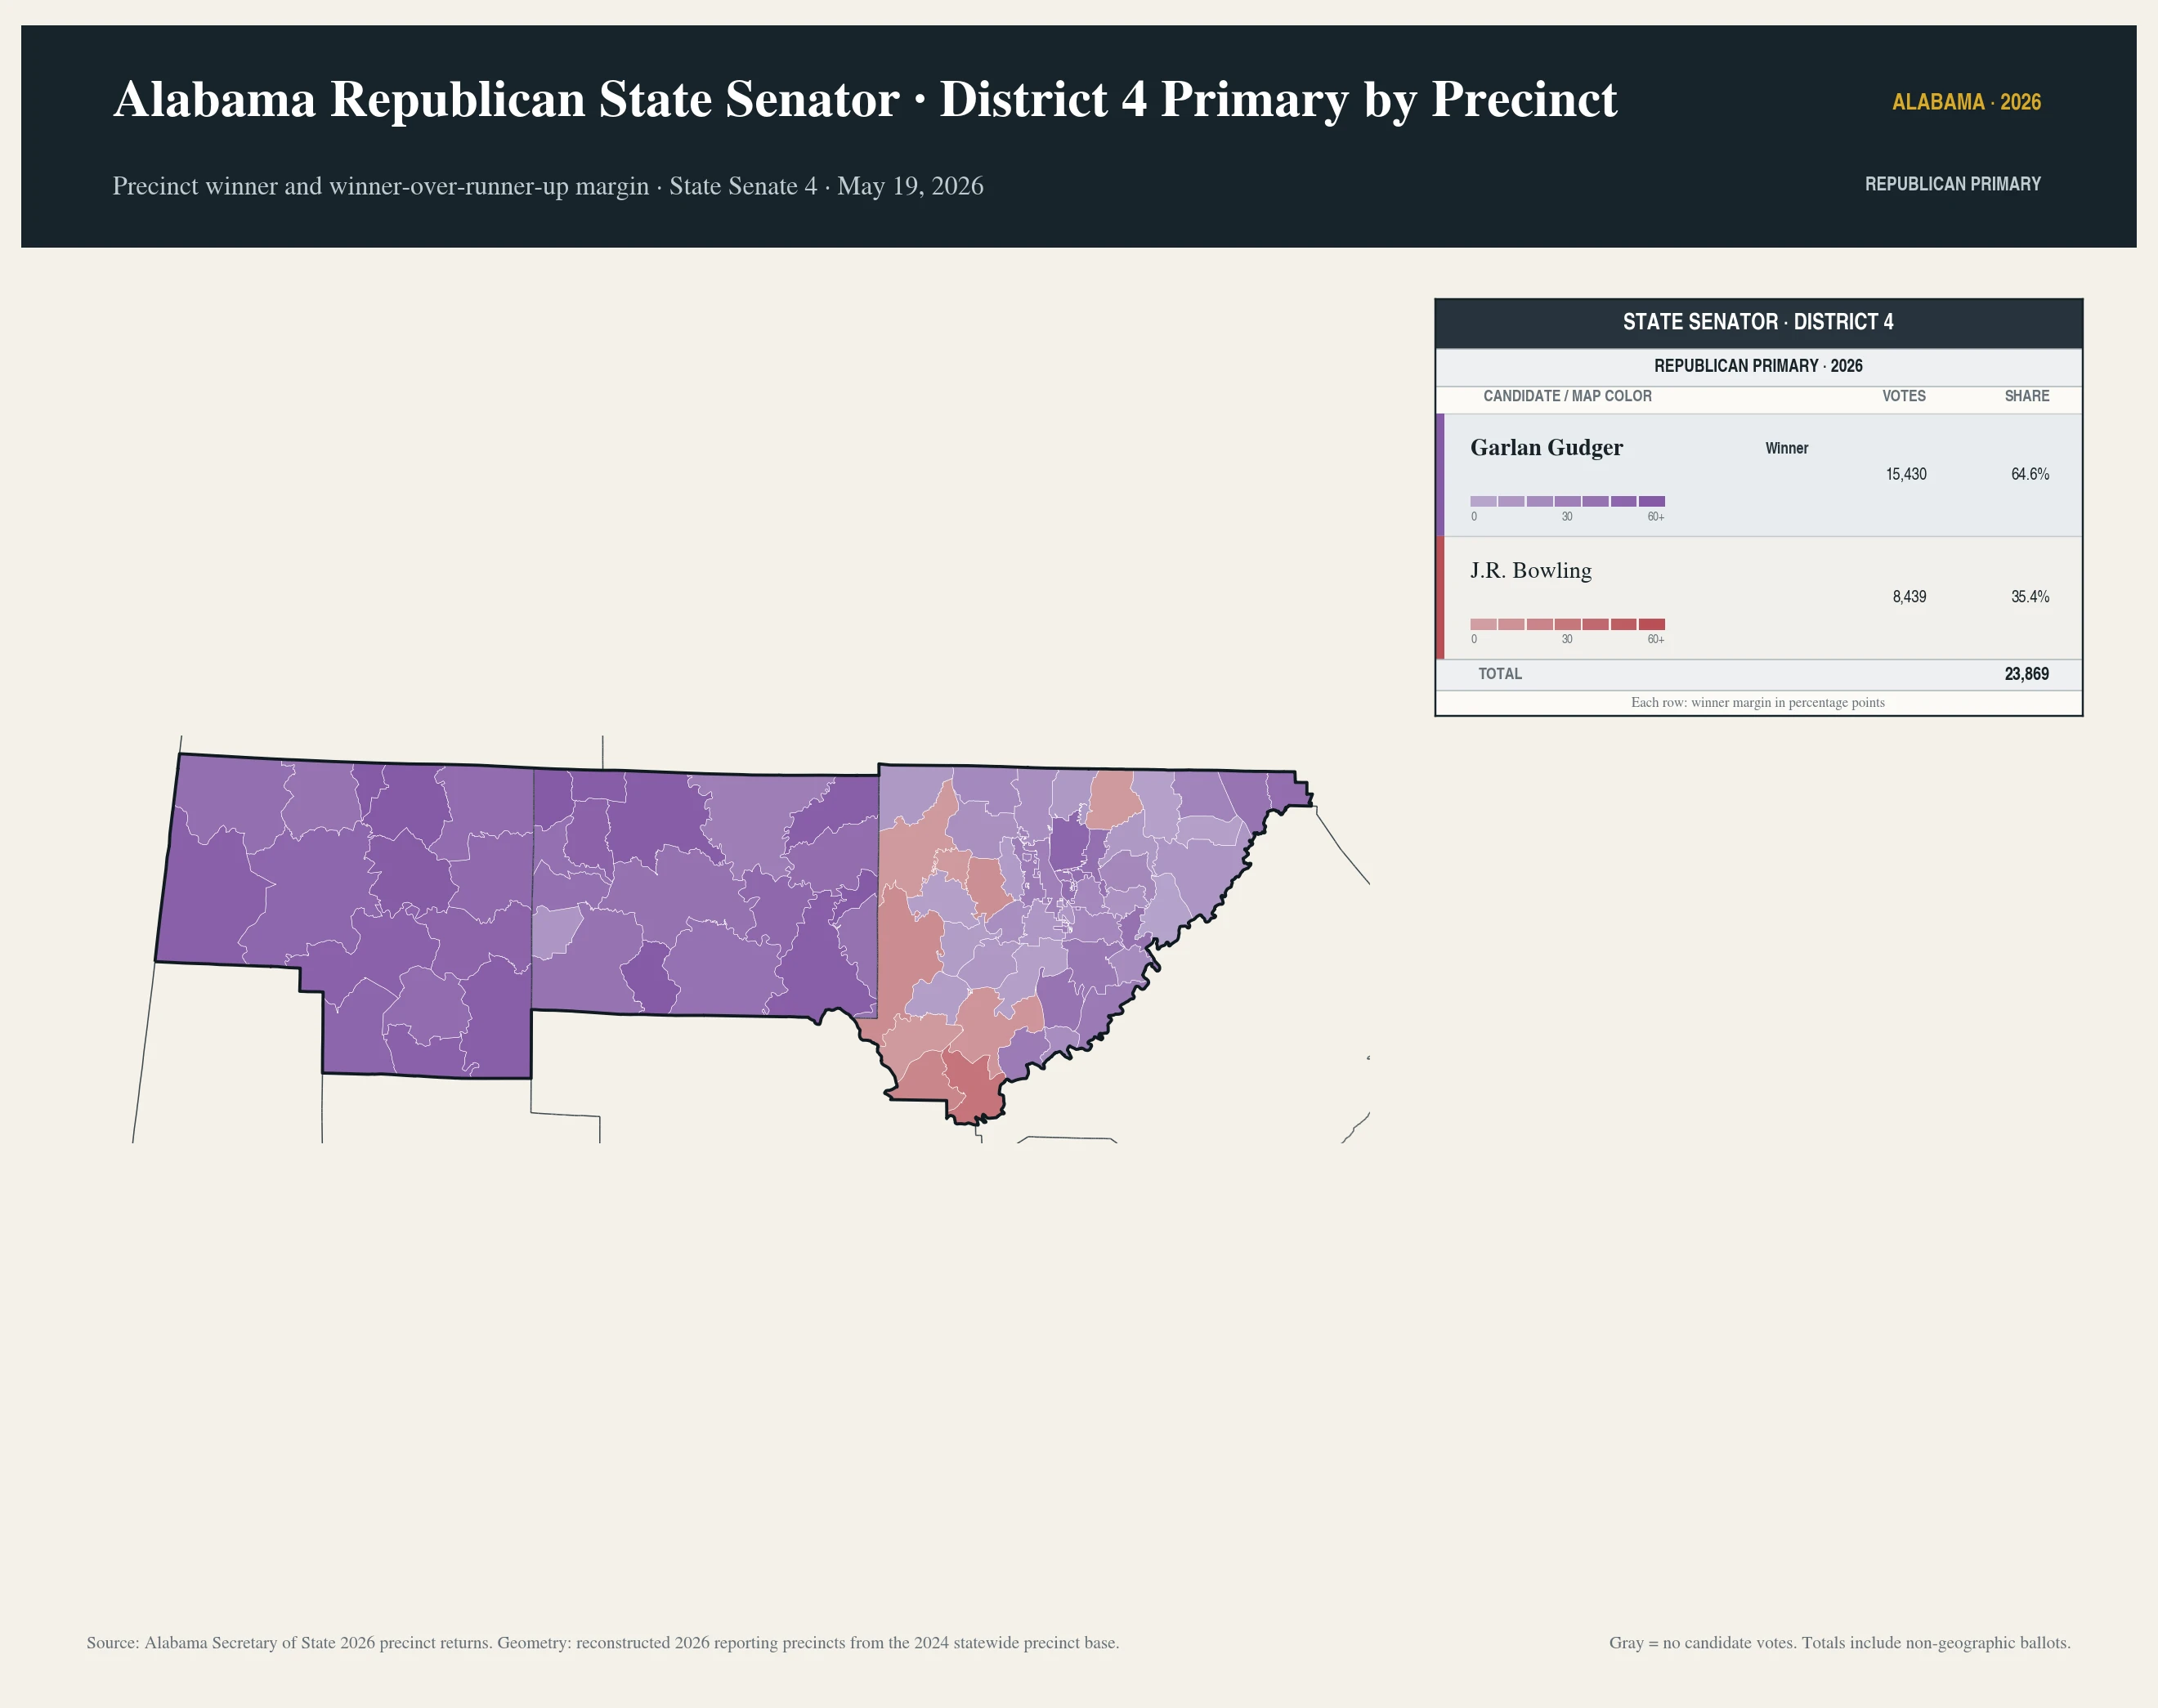 Alabama Republican State Senator · District 4 Primary by Precinct
ALABAMA · 2026
Precinct winner and winner-over-runner-up margin · State Senate 4 · May 19, 2026
REPUBLICAN PRIMARY
STATE SENATOR · DISTRICT 4
REPUBLICAN PRIMARY · 2026
CANDIDATE / MAP COLOR VOTES SHARE
Garlan Gudger Winner
15,430 64.6%
0 30 60+
J.R. Bowling
8,439 35.4%
0 30 60+
TOTAL 23,869
Each row: winner margin in percentage points
Source: Alabama Secretary of State 2026 precinct returns. Geometry: reconstructed 2026 reporting precincts from the 2024 statewide precinct base.
Gray = no candidate votes. Totals include non-geographic ballots.